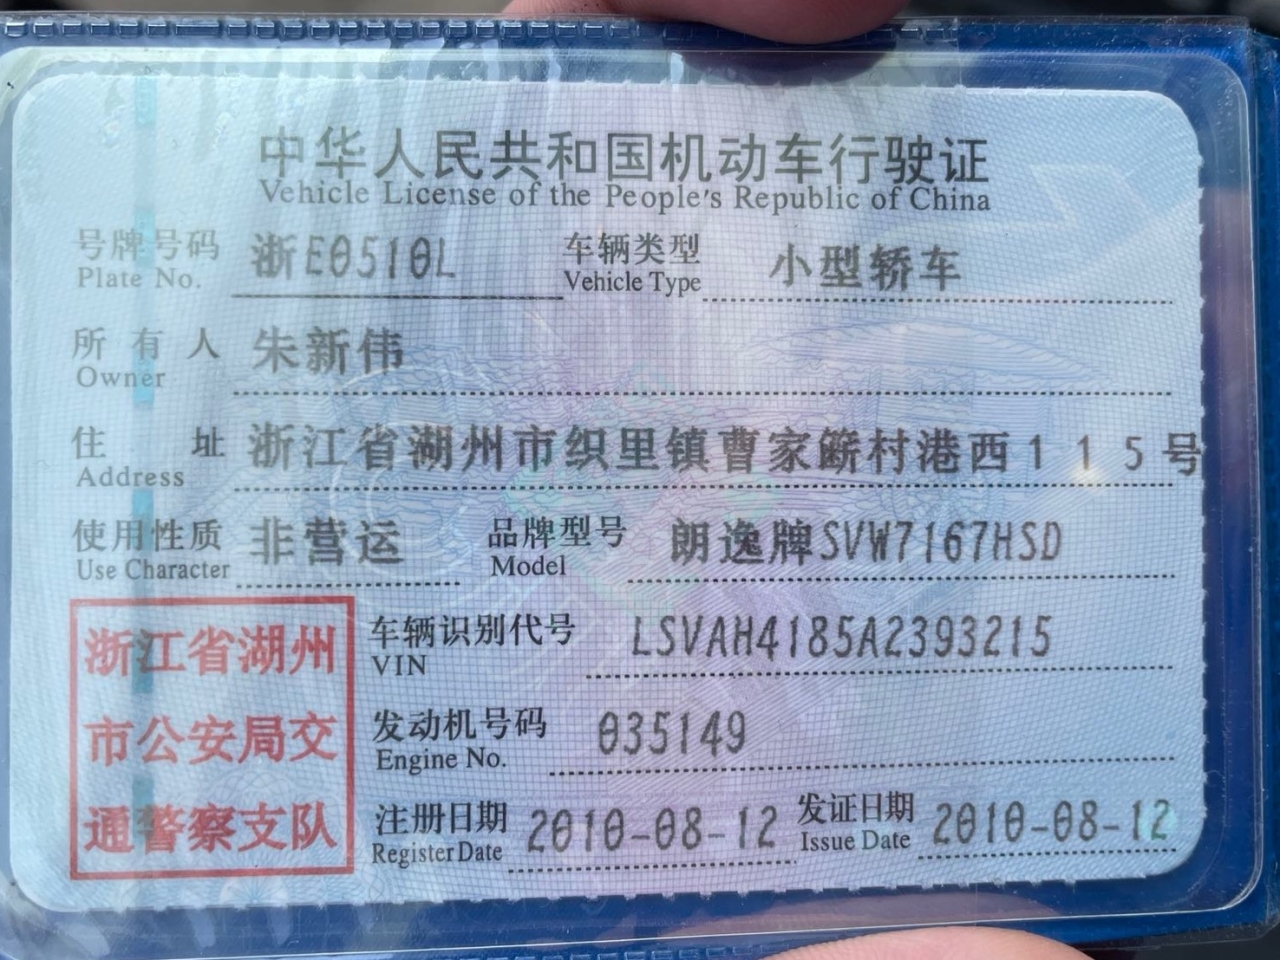 中华人民共和国机动车行驶证
Vehicle License of the People's Republic of China
号牌号码 浙E0510L 车辆类型 小型轿车
Plate No. Vehicle Type
所有人 朱新伟
Owner
住址 浙江省湖州市织里镇曹家簖村港西115号
Address
使用性质 非营运 品牌型号 朗逸牌SVW7167HSD
Use Character Model
浙江省湖州
市公安局交
通警察支队
车辆识别代号 LSVAH4185A2393215
VIN
发动机号码 035149
Engine No.
注册日期 2010-08-12 发证日期 2010-08-12
Register Date Issue Date